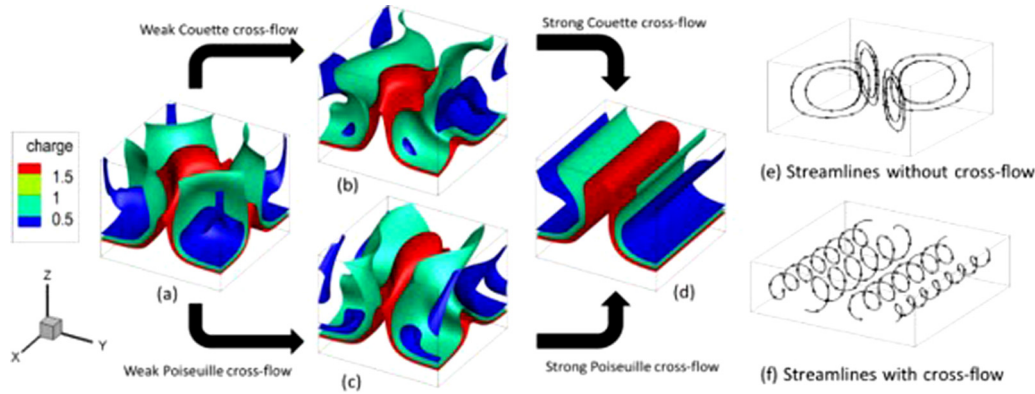 Weak Couette cross-flow
Strong Couette cross-flow
charge
1.5
1
0.5
(a)
(b)
(c)
(d)
(e) Streamlines without cross-flow
Z
Y
X
Weak Poiseuille cross-flow
Strong Poiseuille cross-flow
(f) Streamlines with cross-flow